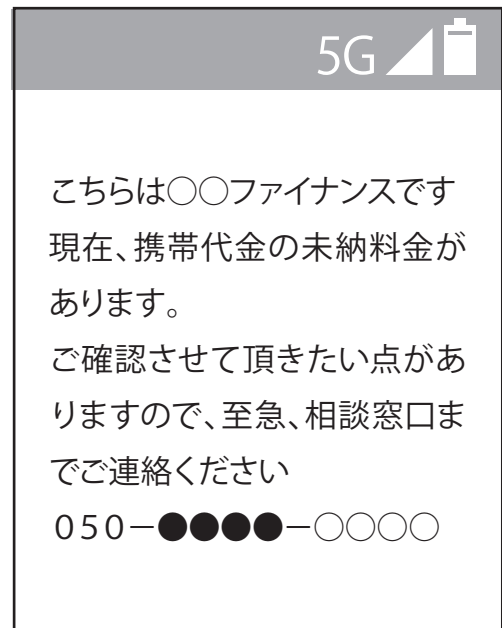 5G
こちらは○○ファイナンスです
現在、携帯代金の未納料金が
あります。
ご確認させて頂きたい点があ
りますので、至急、相談窓口ま
でご連絡ください
050−●●●●−○○○○